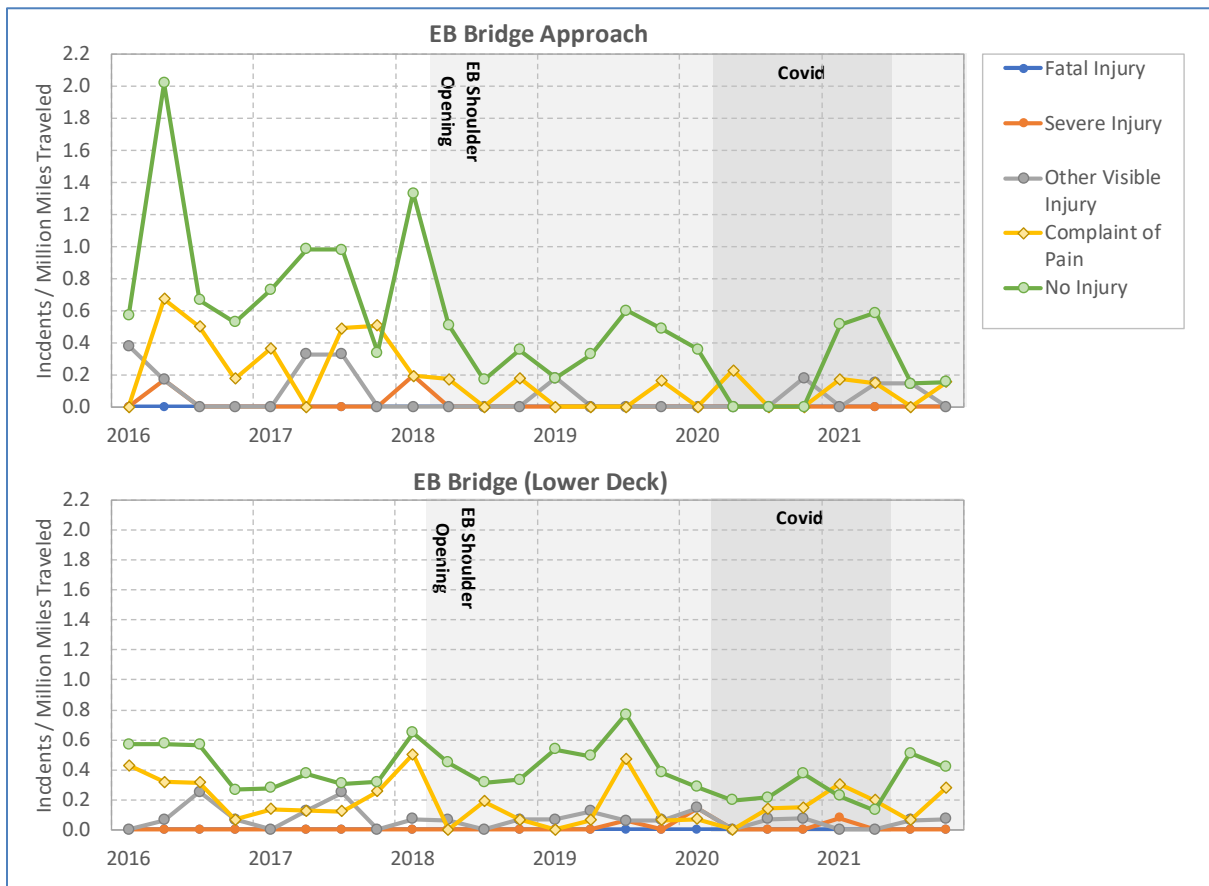 EB Bridge Approach
Incdents / Million Miles Traveled
2.2
2.0
1.8
1.6
1.4
1.2
1.0
0.8
0.6
0.4
0.2
0.0
EB Shoulder
Opening
Covid
2016
2017
2018
2019
2020
2021
Fatal Injury
Severe Injury
Other Visible
Injury
Complaint of
Pain
No Injury
EB Bridge (Lower Deck)
Incdents / Million Miles Traveled
2.2
2.0
1.8
1.6
1.4
1.2
1.0
0.8
0.6
0.4
0.2
0.0
EB Shoulder
Opening
Covid
2016
2017
2018
2019
2020
2021